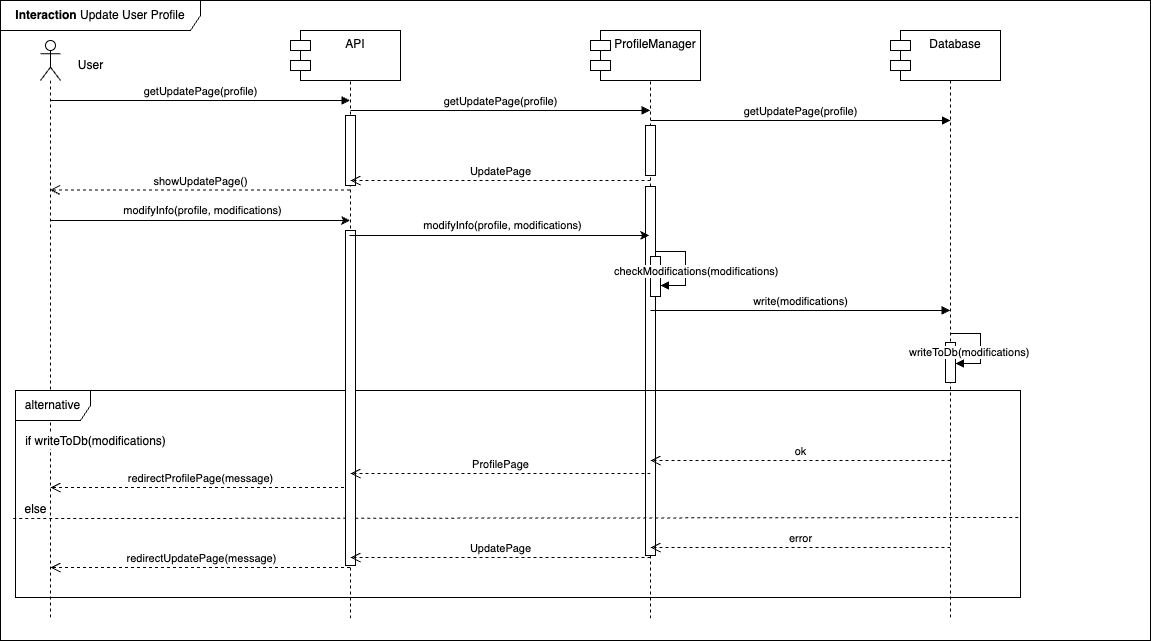 Interaction Update User Profile
User
API
ProfileManager
Database
getUpdatePage(profile)
getUpdatePage(profile)
getUpdatePage(profile)
UpdatePage
showUpdatePage()
modifyInfo(profile, modifications)
modifyInfo(profile, modifications)
checkModifications(modifications)
write(modifications)
writeToDb(modifications)
alternative
if writeToDb(modifications)
ok
ProfilePage
redirectProfilePage(message)
else
error
UpdatePage
redirectUpdatePage(message)